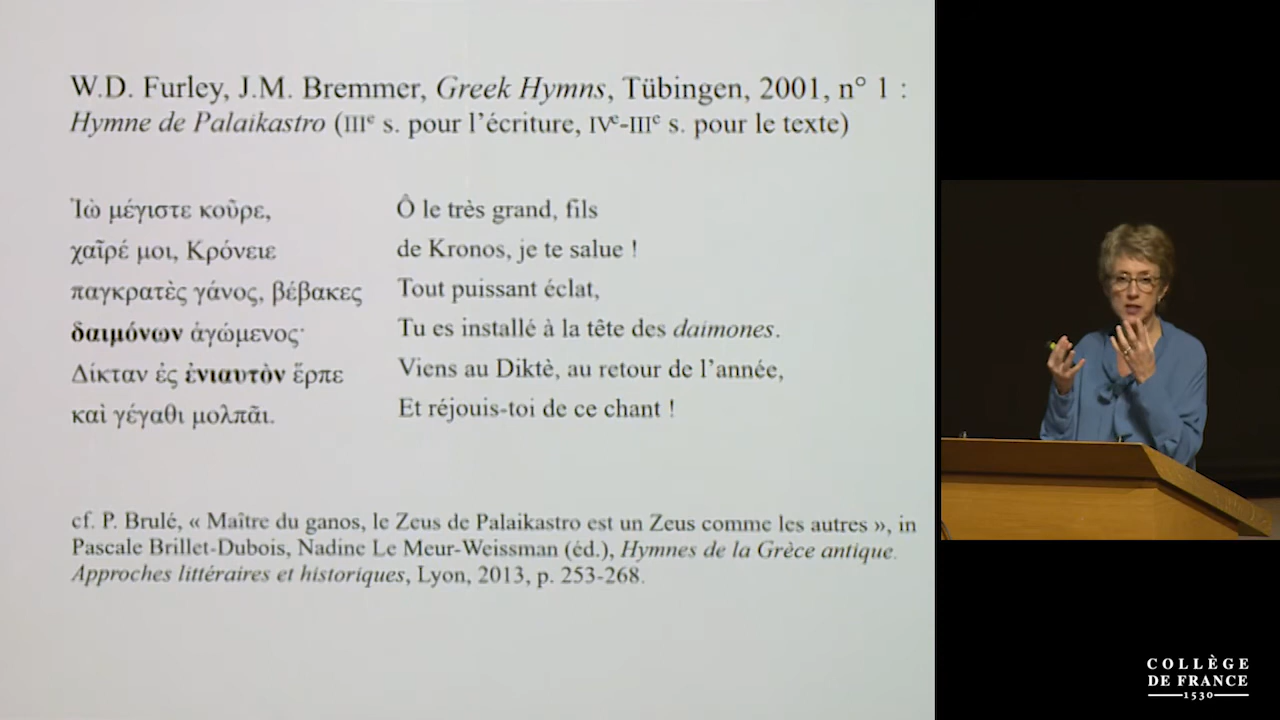 W.D. Furley, J.M. Bremmer, Greek Hymns, Tübingen, 2001, n° 1 :
Hymne de Palaikastro (IIIe s. pour l’écriture, IVe-IIIe s. pour le texte)
Ἰὼ μέγιστε κοῦρε,
χαῖρέ μοι, Κρόνειε
παγκρατὲς γάνος, βέβακες
δαιμόνων ἁγώμενος·
Δίκταν ἐς ἐνιαυτὸν ἕρπε
καὶ γέγαθι μολπᾶι.
Ô le très grand, fils
de Kronos, je te salue !
Tout puissant éclat,
Tu es installé à la tête des daimones.
Viens au Diktè, au retour de l’année,
Et réjouis-toi de ce chant !
cf. P. Brulé, « Maître du ganos, le Zeus de Palaikastro est un Zeus comme les autres », in
Pascale Brillet-Dubois, Nadine Le Meur-Weissman (éd.), Hymnes de la Grèce antique.
Approches littéraires et historiques, Lyon, 2013, p. 253-268.
COLLÈGE
DE FRANCE
1530